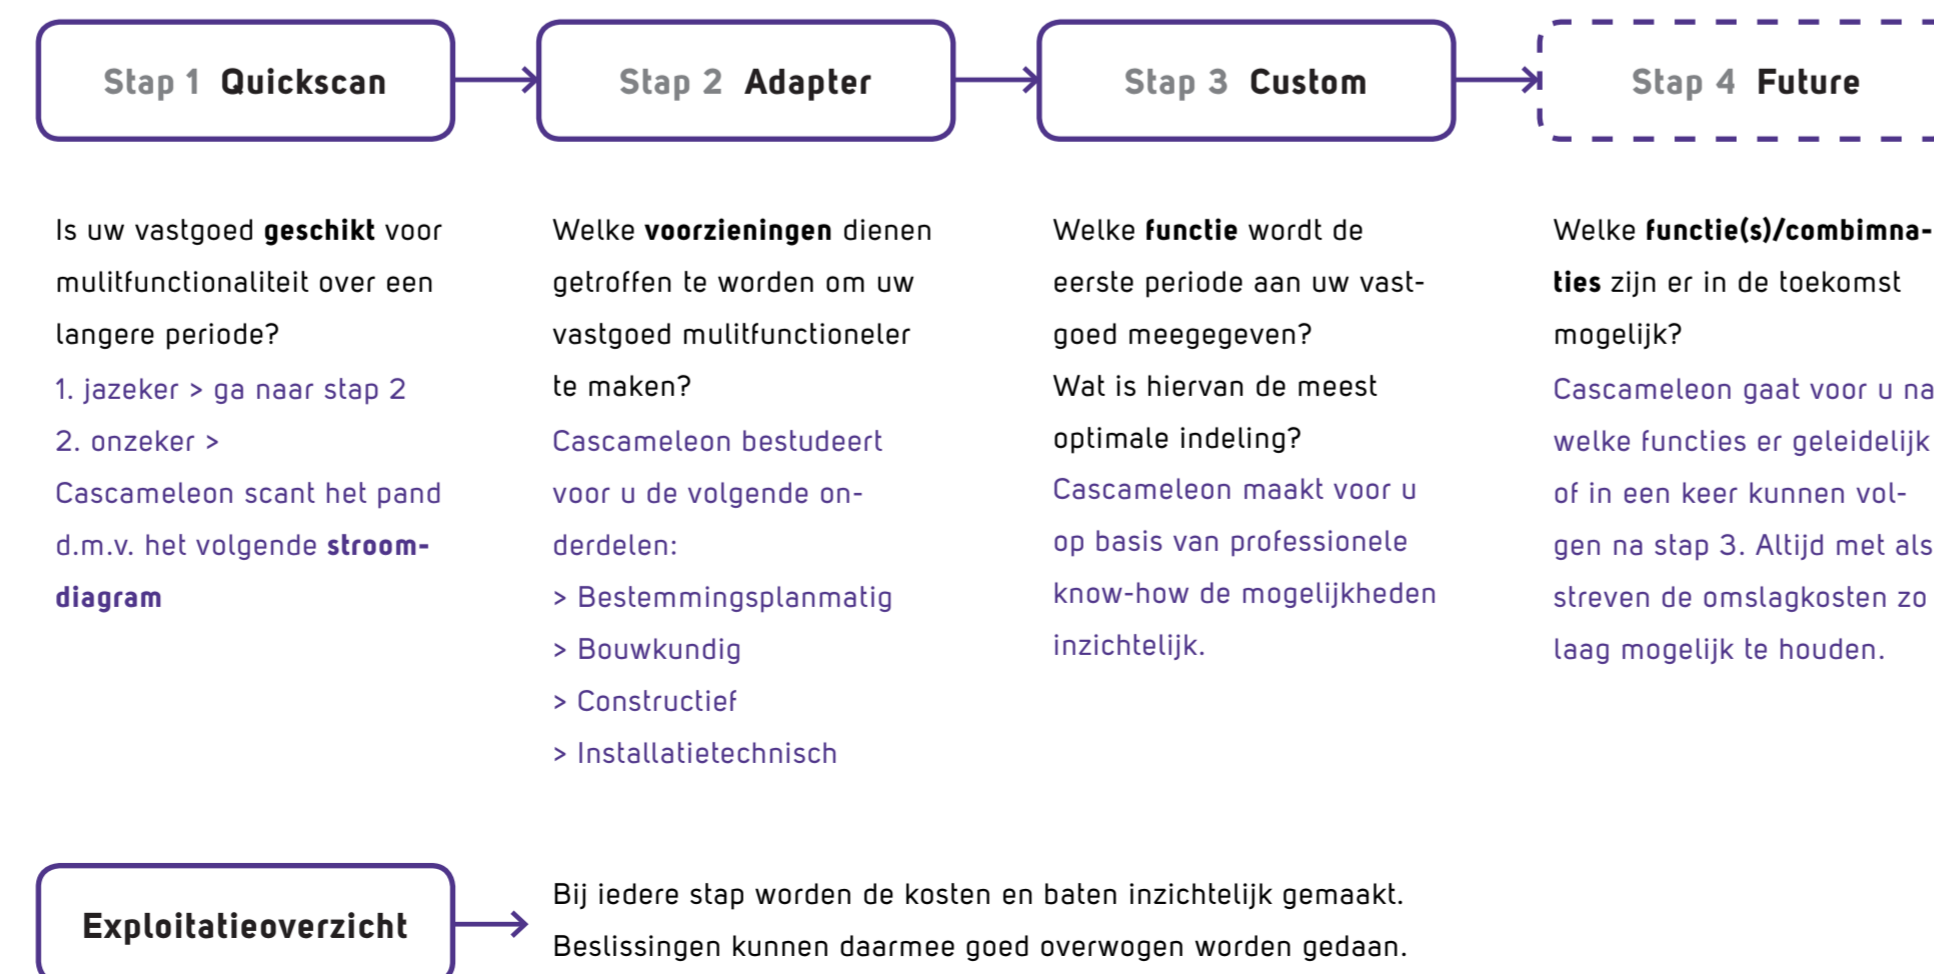 Stap 1 Quickscan
Stap 2 Adapter
Stap 3 Custom
Stap 4 Future
Is uw vastgoed geschikt voor
mulitfunctionaliteit over een
langere periode?
1. jazeker > ga naar stap 2
2. onzeker >
Cascameleon scant het pand
d.m.v. het volgende stroom-
diagram
Welke voorzieningen dienen
getroffen te worden om uw
vastgoed mulitfunctioneler
te maken?
Cascameleon bestudeert
voor u de volgende on-
derdelen:
> Bestemmingsplanmatig
> Bouwkundig
> Constructief
> Installatietechnisch
Welke functie wordt de
eerste periode aan uw vast-
goed meegegeven?
Wat is hiervan de meest
optimale indeling?
Cascameleon maakt voor u
op basis van professionele
know-how de mogelijkheden
inzichtelijk.
Welke functie(s)/combimna-
ties zijn er in de toekomst
mogelijk?
Cascameleon gaat voor u na
welke functies er geleidelijk
of in een keer kunnen vol-
gen na stap 3. Altijd met als
streven de omslagkosten zo
laag mogelijk te houden.
Exploitatieoverzicht
Bij iedere stap worden de kosten en baten inzichtelijk gemaakt.
Beslissingen kunnen daarmee goed overwogen worden gedaan.